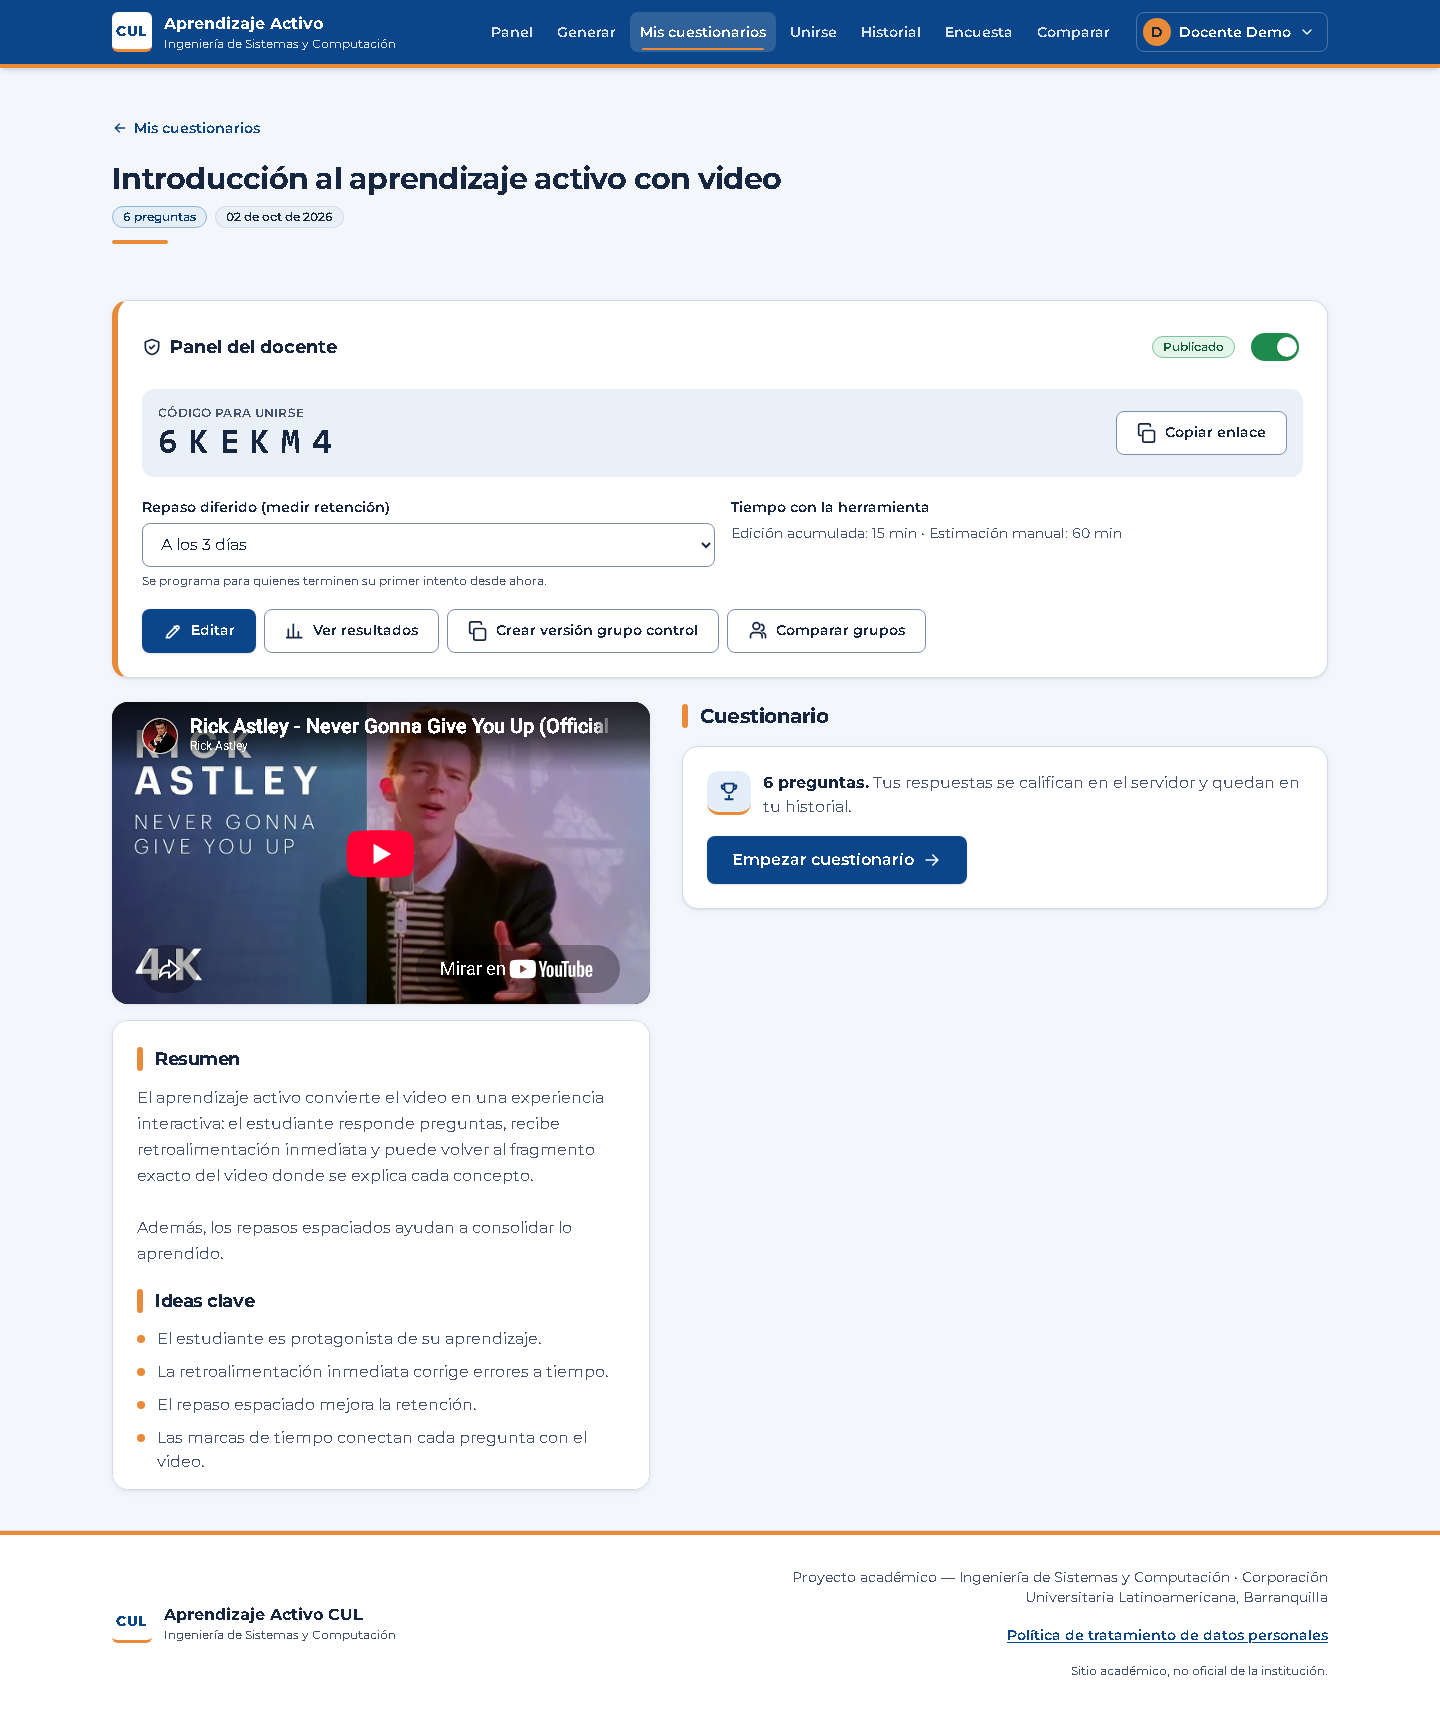 CUL
Aprendizaje Activo
Ingeniería de Sistemas y Computación
Panel
Generar
Mis cuestionarios
Unirse
Historial
Encuesta
Comparar
D
Docente Demo
Mis cuestionarios
Introducción al aprendizaje activo con video
6 preguntas
02 de oct de 2026
Panel del docente
Publicado
CÓDIGO PARA UNIRSE
6KEKM4
Copiar enlace
Repaso diferido (medir retención)
A los 3 días
Se programa para quienes terminen su primer intento desde ahora.
Tiempo con la herramienta
Edición acumulada: 15 min · Estimación manual: 60 min
Editar
Ver resultados
Crear versión grupo control
Comparar grupos
Rick Astley - Never Gonna Give You Up (Official
Rick Astley
RICK
ASTLEY
NEVER GONNA
GIVE YOU UP
4K
Mirar en YouTube
Cuestionario
6 preguntas. Tus respuestas se califican en el servidor y quedan en
tu historial.
Empezar cuestionario
Resumen
El aprendizaje activo convierte el video en una experiencia
interactiva: el estudiante responde preguntas, recibe
retroalimentación inmediata y puede volver al fragmento
exacto del video donde se explica cada concepto.
Además, los repasos espaciados ayudan a consolidar lo
aprendido.
Ideas clave
El estudiante es protagonista de su aprendizaje.
La retroalimentación inmediata corrige errores a tiempo.
El repaso espaciado mejora la retención.
Las marcas de tiempo conectan cada pregunta con el
video.
CUL
Aprendizaje Activo CUL
Ingeniería de Sistemas y Computación
Proyecto académico — Ingeniería de Sistemas y Computación · Corporación
Universitaria Latinoamericana, Barranquilla
Política de tratamiento de datos personales
Sitio académico, no oficial de la institución.